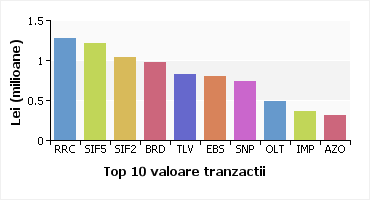 Lei (milioane)
1.5
1
0.5
0
RRC SIF5 SIF2 BRD TLV EBS SNP OLT IMP AZO
Top 10 valoare tranzactii